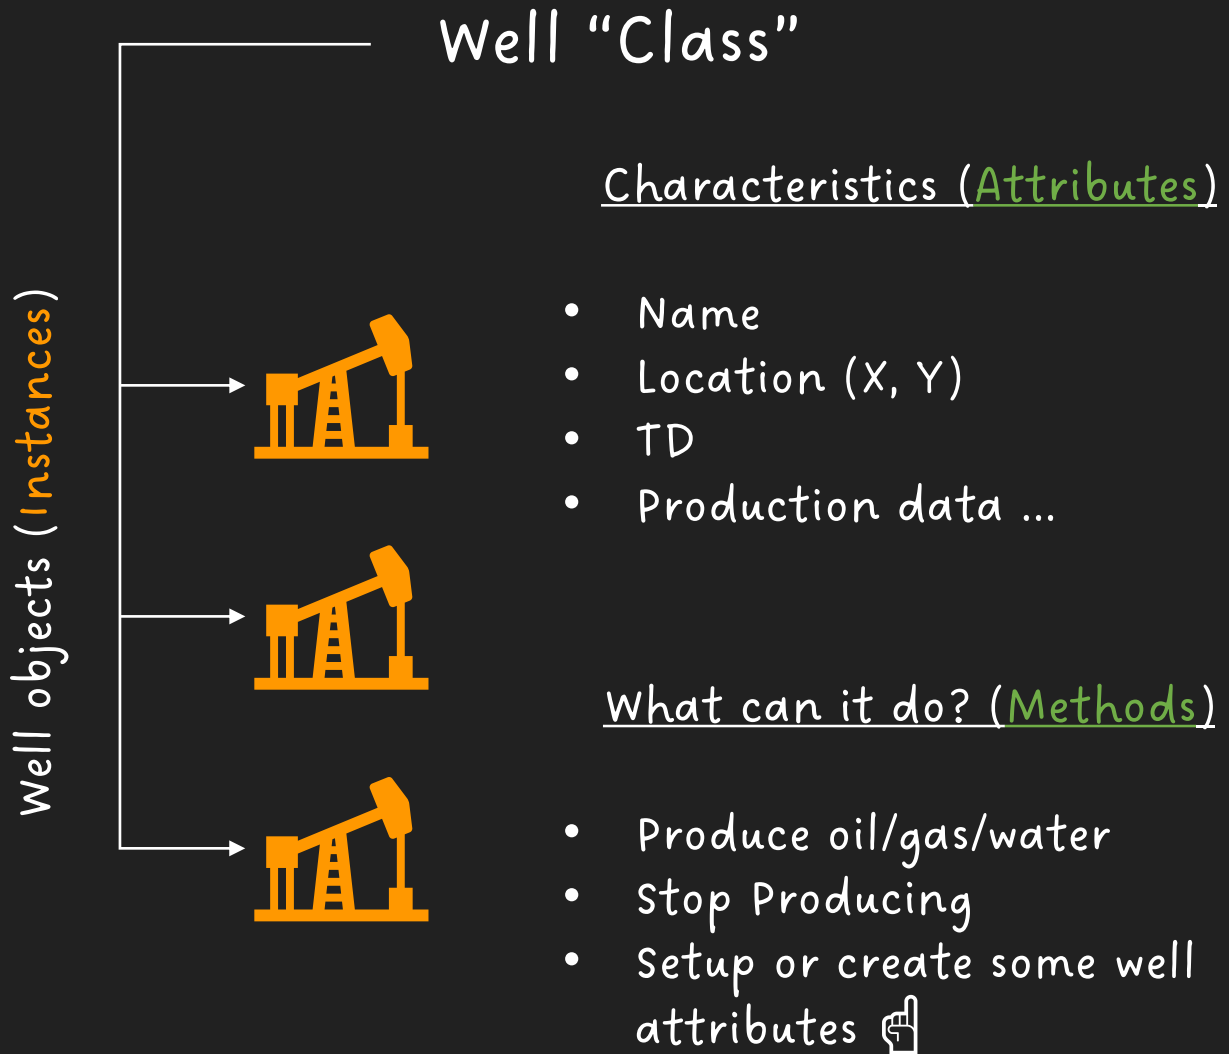 Well “Class”
Well objects (Instances)
Characteristics (Attributes)
• Name
• Location (X, Y)
• TD
• Production data ...
What can it do? (Methods)
• Produce oil/gas/water
• Stop Producing
• Setup or create some well
attributes